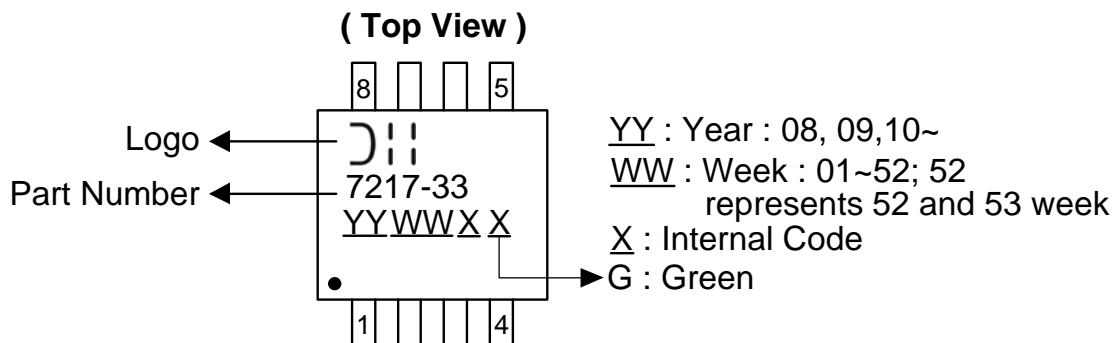 ( Top View )
8 5
Logo
Part Number
7217-33
YYWWX X
1 4
YY : Year : 08, 09,10~
WW : Week : 01~52; 52
represents 52 and 53 week
X : Internal Code
G : Green